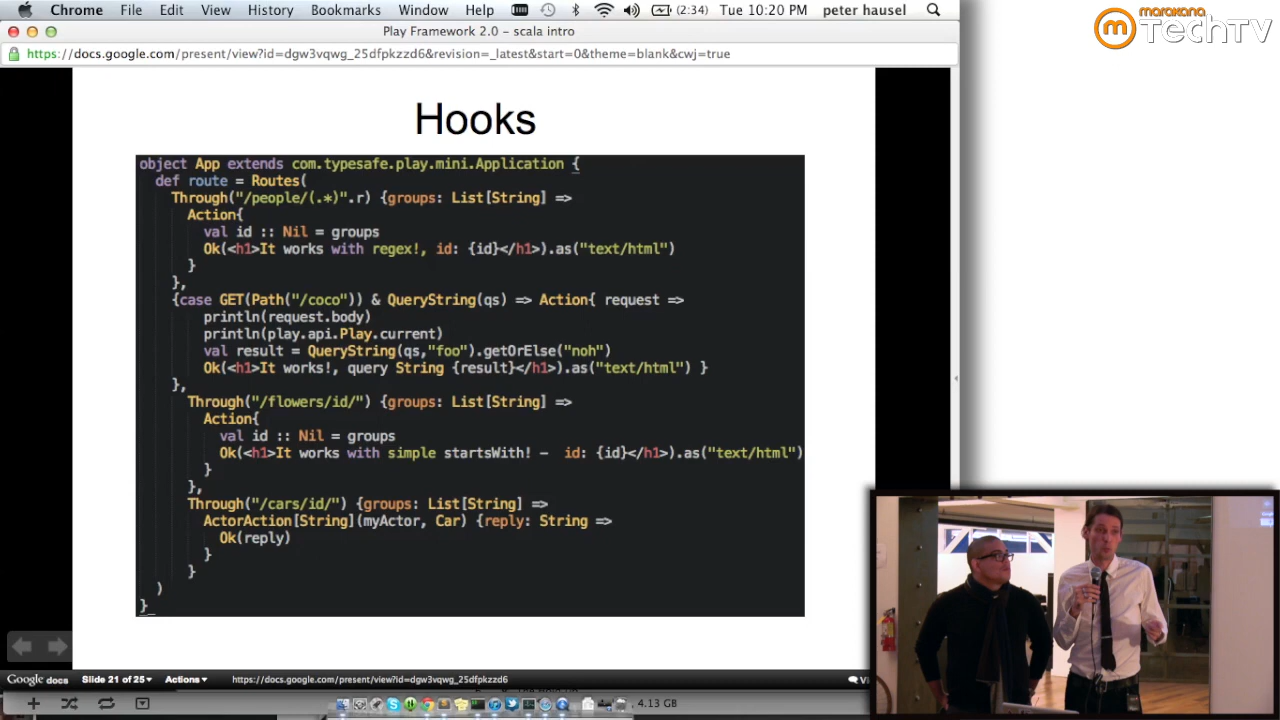 Chrome File Edit View History Bookmarks Window Help (2:34) Tue 10:20 PM peter hausel
marakana
TechTV
Play Framework 2.0 - scala intro
https://docs.google.com/present/view?id=dgw3vqwg_25dfpkzzd6&revision=_latest&start=0&theme=blank&cwj=true
Hooks
object App extends com.typesafe.play.mini.Application {
def route = Routes(
Through("/people/(.*)".r) {groups: List[String] =>
Action{
val id :: Nil = groups
Ok(<h1>It works with regex!, id: {id}</h1>).as("text/html")
}
},
{case GET(Path("/coco")) & QueryString(qs) => Action{ request =>
println(request.body)
println(play.api.Play.current)
val result = QueryString(qs,"foo").getOrElse("noh")
Ok(<h1>It works!, query String {result}</h1>).as("text/html") }
},
Through("/flowers/id/") {groups: List[String] =>
Action{
val id :: Nil = groups
Ok(<h1>It works with simple startsWith! - id: {id}</h1>).as("text/html")
}
},
Through("/cars/id/") {groups: List[String] =>
ActorAction[String](myActor, Car) {reply: String =>
Ok(reply)
}
}
)
}
Google docs Slide 21 of 25 Actions https://docs.google.com/present/view?id=dgw3vqwg_25dfpkzzd6
4.13 GB